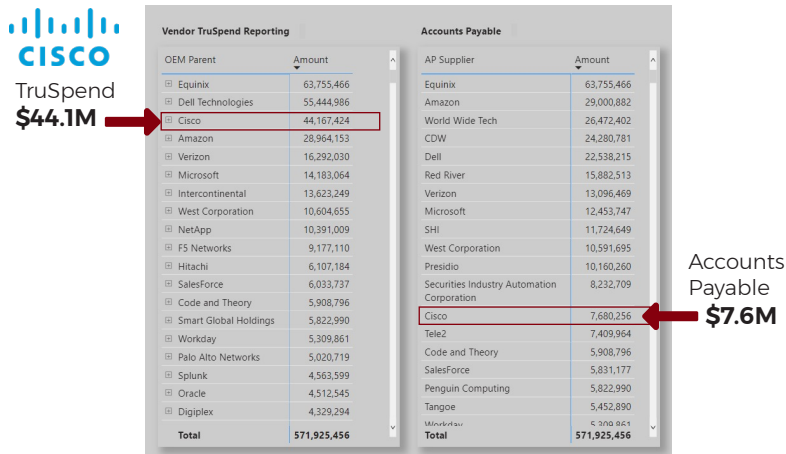 CISCO
TruSpend
$44.1M
Vendor TruSpend Reporting
OEM Parent Amount
Equinix 63,755,466
Dell Technologies 55,444,986
Cisco 44,167,424
Amazon 28,964,153
Verizon 16,292,030
Microsoft 14,183,064
Intercontinental 13,623,249
West Corporation 10,604,655
NetApp 10,391,009
F5 Networks 9,177,110
Hitachi 6,107,184
SalesForce 6,033,737
Code and Theory 5,908,796
Smart Global Holdings 5,822,990
Workday 5,309,861
Palo Alto Networks 5,020,719
Splunk 4,563,599
Oracle 4,512,545
Digiplex 4,329,294
Total 571,925,456
Accounts Payable
AP Supplier Amount
Equinix 63,755,466
Amazon 29,000,882
World Wide Tech 26,472,402
CDW 24,280,781
Dell 22,538,215
Red River 15,882,513
Verizon 13,096,469
Microsoft 12,453,747
SHI 11,724,649
West Corporation 10,591,695
Presidio 10,160,260
Securities Industry Automation 8,232,709
Corporation
Cisco 7,680,256
Tele2 7,409,964
Code and Theory 5,908,796
SalesForce 5,831,177
Penguin Computing 5,822,990
Tangoe 5,452,890
Workday 5,309,861
Total 571,925,456
Accounts
Payable
$7.6M